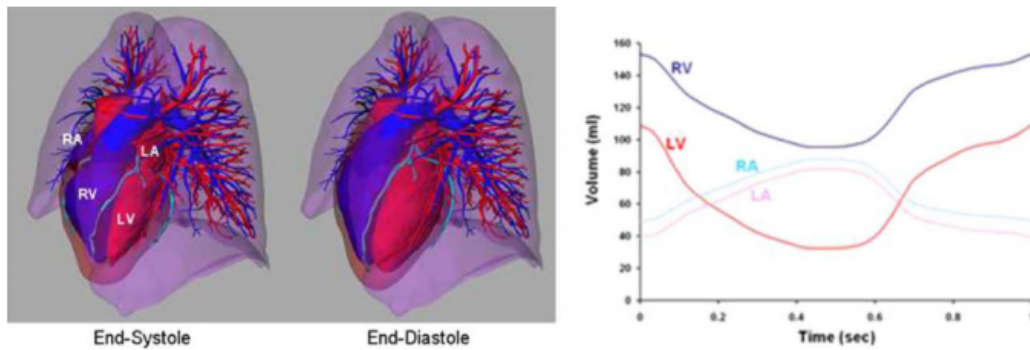 RA
LA
RV
LV
End-Systole
End-Diastole
160
140
120
100
80
60
40
20
0
Volume (ml)
RV
LV
RA
LA
0
0.2
0.4
0.6
0.8
Time (sec)